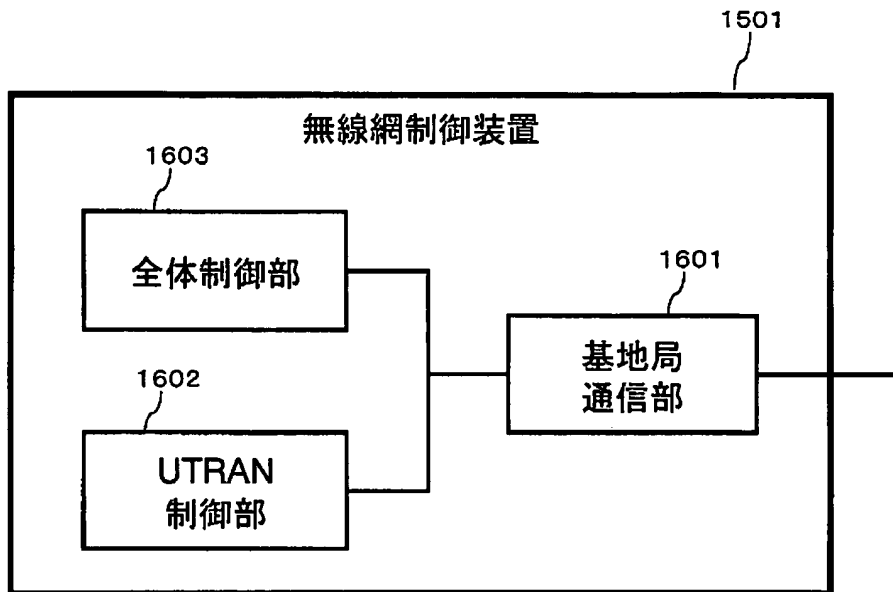 1501
無線網制御装置
1603
全体制御部
1601
基地局
通信部
1602
UTRAN
制御部